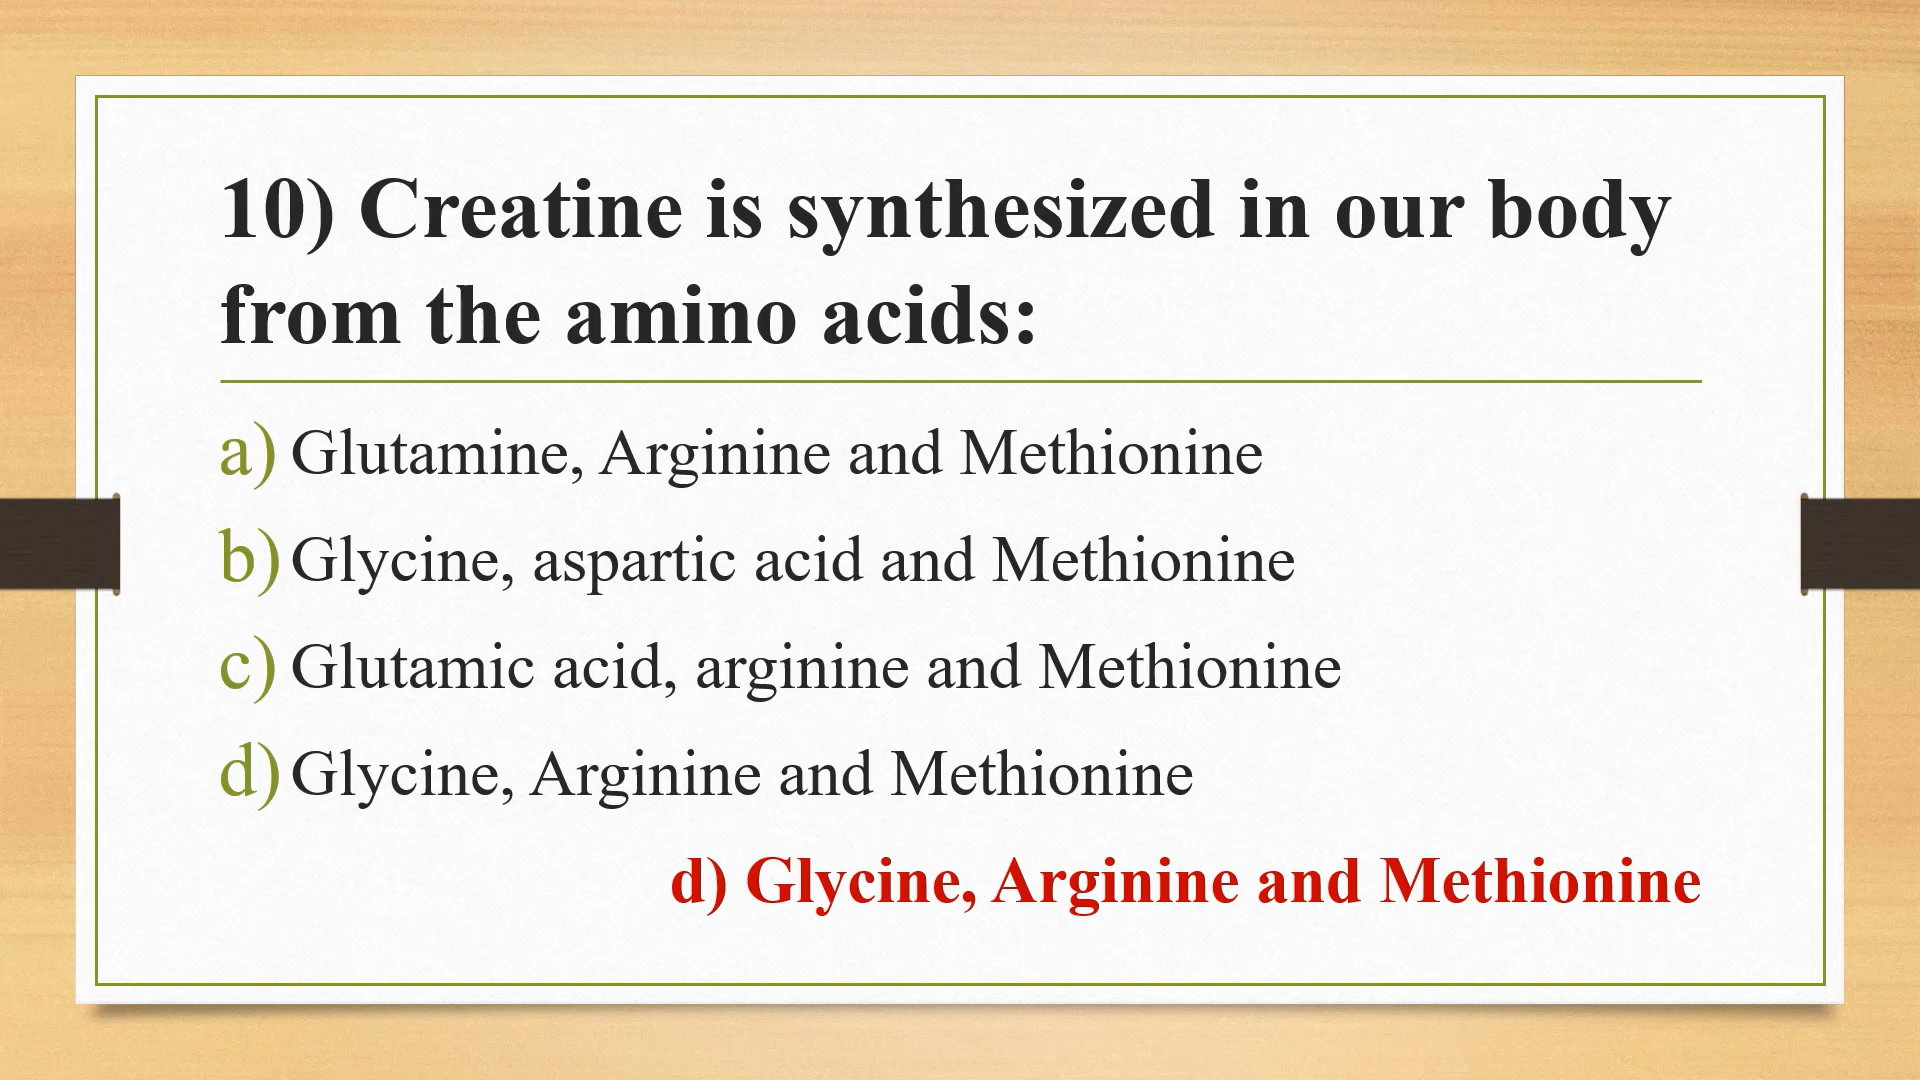 10) Creatine is synthesized in our body
from the amino acids:
a) Glutamine, Arginine and Methionine
b) Glycine, aspartic acid and Methionine
c) Glutamic acid, arginine and Methionine
d) Glycine, Arginine and Methionine
d) Glycine, Arginine and Methionine